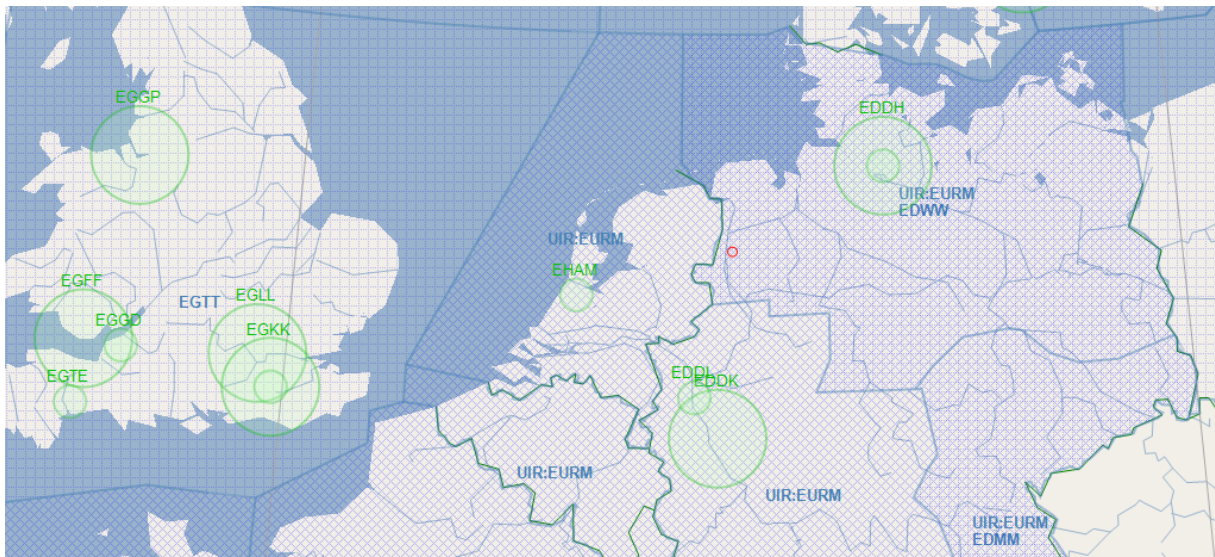 EGGP
EDDH
UIR:EURM
EDWW
UIR:EURM
EHAM
EGFF
EGTT
EGLL
EGGD
EGKK
EGTE
EDDL
EDDK
UIR:EURM
UIR:EURM
UIR:EURM
EDMM